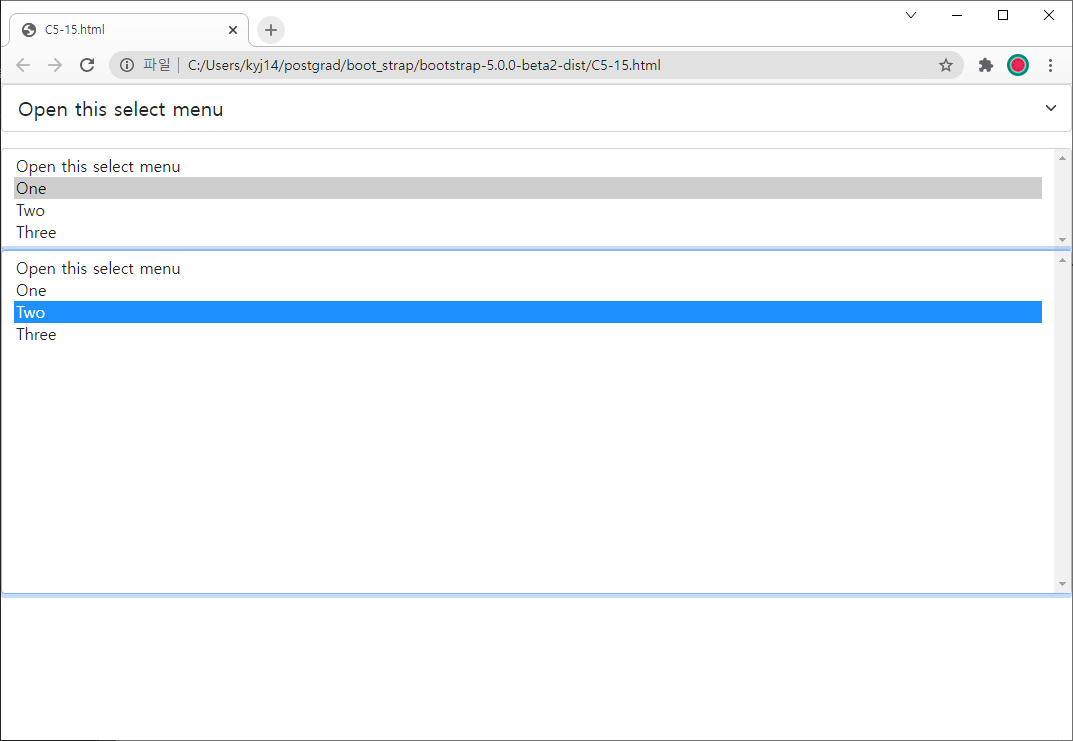 C5-15.html
파일 C:/Users/kyj14/postgrad/boot_strap/bootstrap-5.0.0-beta2-dist/C5-15.html
Open this select menu
Open this select menu
One
Two
Three
Open this select menu
One
Two
Three